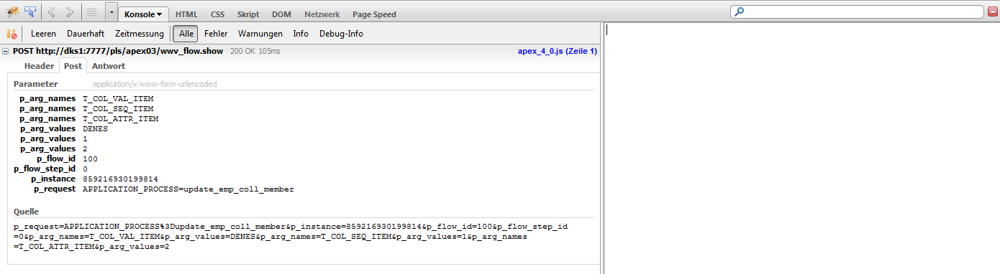 Konsole HTML CSS Skript DOM Netzwerk Page Speed
Leeren Dauerhaft Zeitmessung Alle Fehler Warnungen Info Debug-Info
POST http://dks1:7777/pls/apex03/wwv_flow.show 200 OK 105ms apex_4_0.js (Zeile 1)
Header Post Antwort
Parameter application/x-www-form-urlencoded
p_arg_names T_COL_VAL_ITEM
p_arg_names T_COL_SEQ_ITEM
p_arg_names T_COL_ATTR_ITEM
p_arg_values DENES
p_arg_values 1
p_arg_values 2
p_flow_id 100
p_flow_step_id 0
p_instance 859216930199814
p_request APPLICATION_PROCESS=update_emp_coll_member
Quelle
p_request=APPLICATION_PROCESS%3Dupdate_emp_coll_member&p_instance=859216930199814&p_flow_id=100&p_flow_step_id
=0&p_arg_names=T_COL_VAL_ITEM&p_arg_values=DENES&p_arg_names=T_COL_SEQ_ITEM&p_arg_values=1&p_arg_names
=T_COL_ATTR_ITEM&p_arg_values=2